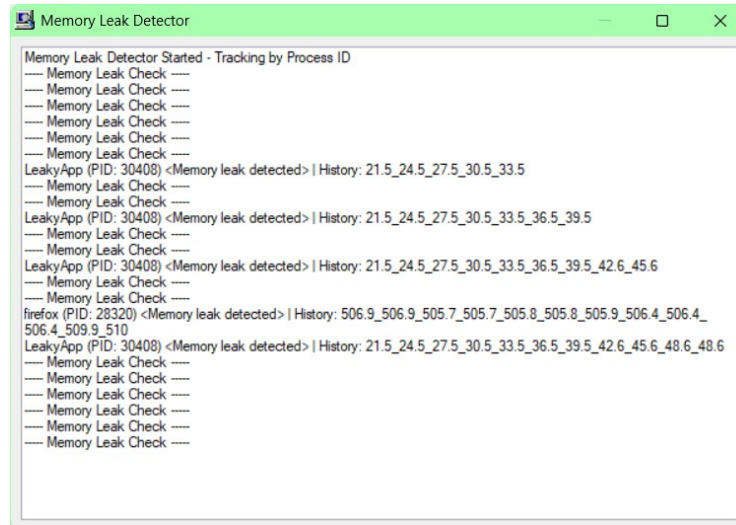 Memory Leak Detector
Memory Leak Detector Started - Tracking by Process ID
----- Memory Leak Check -----
----- Memory Leak Check -----
----- Memory Leak Check -----
----- Memory Leak Check -----
----- Memory Leak Check -----
----- Memory Leak Check -----
LeakyApp (PID: 30408) <Memory leak detected> | History: 21.5_24.5_27.5_30.5_33.5
----- Memory Leak Check -----
----- Memory Leak Check -----
LeakyApp (PID: 30408) <Memory leak detected> | History: 21.5_24.5_27.5_30.5_33.5_36.5_39.5
----- Memory Leak Check -----
----- Memory Leak Check -----
LeakyApp (PID: 30408) <Memory leak detected> | History: 21.5_24.5_27.5_30.5_33.5_36.5_39.5_42.6_45.6
----- Memory Leak Check -----
----- Memory Leak Check -----
firefox (PID: 28320) <Memory leak detected> | History: 506.9_506.9_505.7_505.7_505.8_505.8_505.9_506.4_506.4_
506.4_509.9_510
LeakyApp (PID: 30408) <Memory leak detected> | History: 21.5_24.5_27.5_30.5_33.5_36.5_39.5_42.6_45.6_48.6_48.6
----- Memory Leak Check -----
----- Memory Leak Check -----
----- Memory Leak Check -----
----- Memory Leak Check -----
----- Memory Leak Check -----
----- Memory Leak Check -----